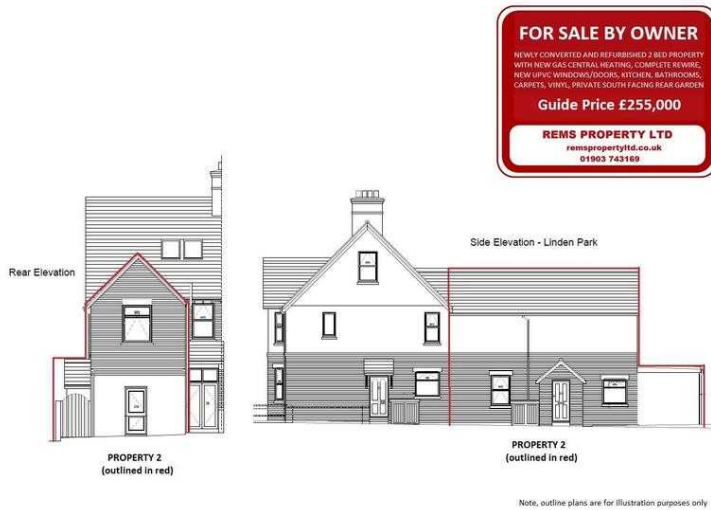 FOR SALE BY OWNER
NEWLY CONVERTED AND REFURBISHED 2 BED PROPERTY
WITH NEW GAS CENTRAL HEATING, COMPLETE REWIRE,
NEW UPVC WINDOWS/DOORS, KITCHEN, BATHROOMS,
CARPETS, VINYL, PRIVATE SOUTH FACING REAR GARDEN
Guide Price £255,000
REMS PROPERTY LTD
remspropertyltd.co.uk
01903 743169
Side Elevation - Linden Park
Rear Elevation
PROPERTY 2
(outlined in red)
PROPERTY 2
(outlined in red)
Note, outline plans are for illustration purposes only